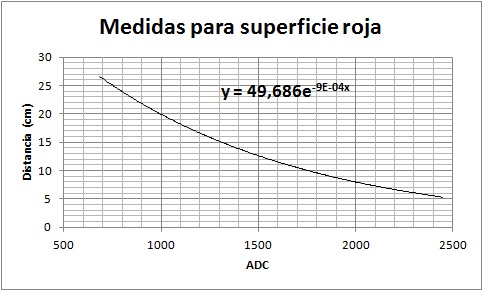 Medidas para superficie roja
30
25
20
15
10
5
0
Distancia (cm)
y = 49,686e-9E-04x
500 1000 1500 2000 2500
ADC